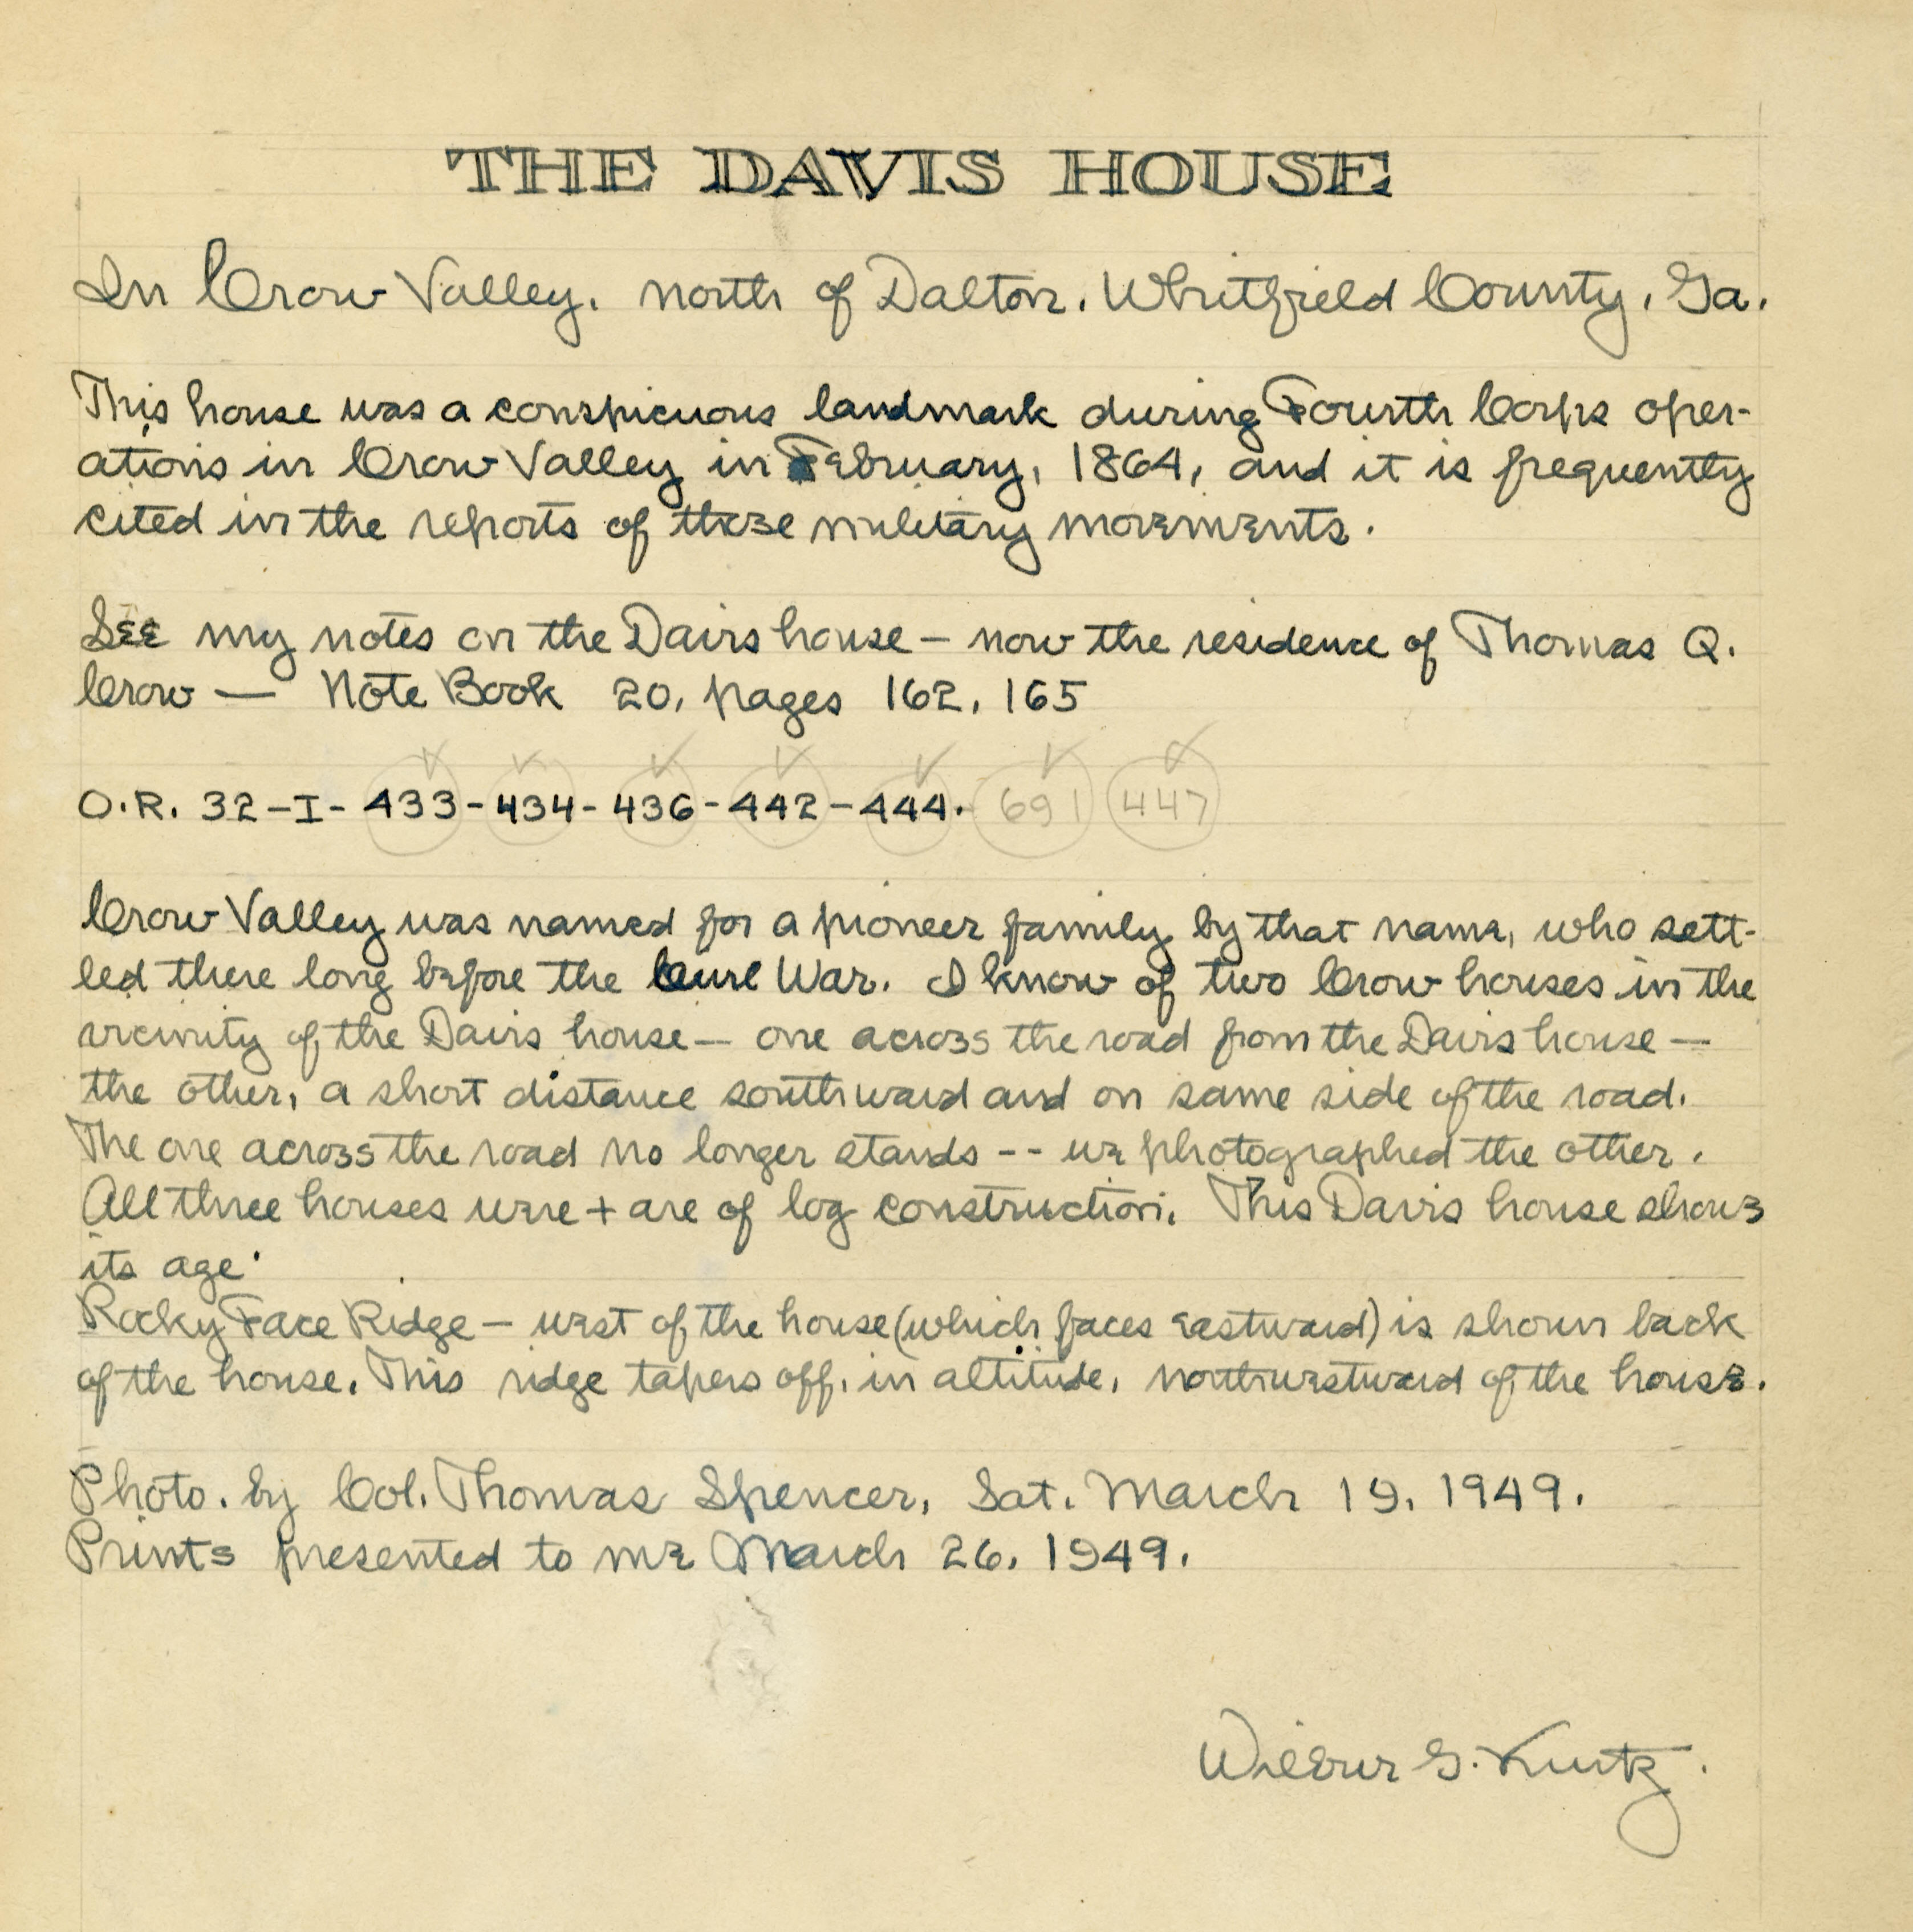 THE DAVIS HOUSE
In Crow Valley, north of Dalton, Whitfield County, Ga.
This house was a conspicuous landmark during Fourth Corps oper-
ations in Crow Valley in February, 1864, and it is frequently
cited in the reports of these military movements.
See my notes on the Davis house — now the residence of Thomas Q.
Crow — Note Book 20, pages 162, 165
O.R. 32-I-433-434-436-442-444. 691 447
Crow Valley was named for a pioneer family by that name, who sett-
led there long before the Civil War. I know of two Crow houses in the
vicinity of the Davis house — one across the road from the Davis house —
the other, a short distance southward and on same side of the road.
The one across the road no longer stands -- we photographed the other.
All three houses were + are of log construction. This Davis house shows
its age.
Rocky Face Ridge — west of the house (which faces eastward) is shown back
of the house. This ridge tapers off, in altitude, northwestward of the house.
Photo. by Col. Thomas Spencer, Sat. March 19, 1949.
Prints presented to me March 26, 1949.
Wilbur G. Kurtz.